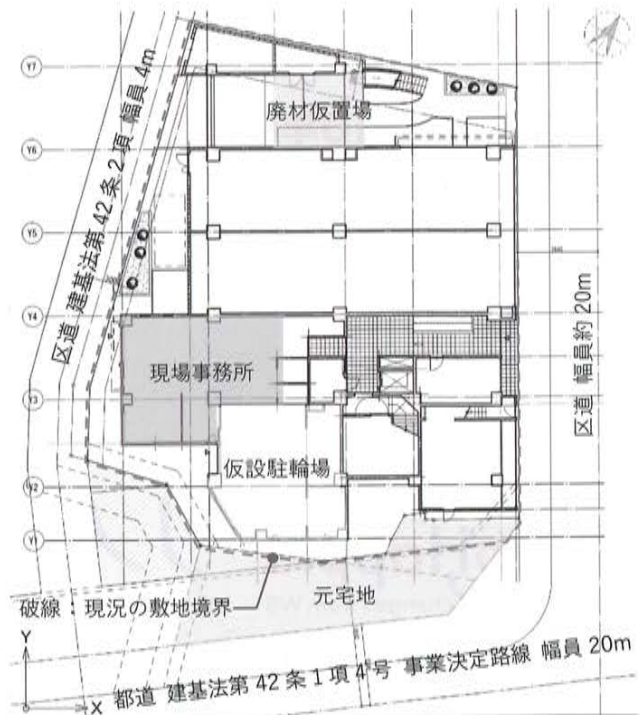 Y7
廃材仮置場
Y6
区道 建基法第42条2項 幅員4m
Y5
Y4
区道 幅員約20m
現場事務所
Y3
仮設駐輪場
Y2
Y1
破線：現況の敷地境界
元宅地
Y
X
都道 建基法第42条1項4号 事業決定路線 幅員20m